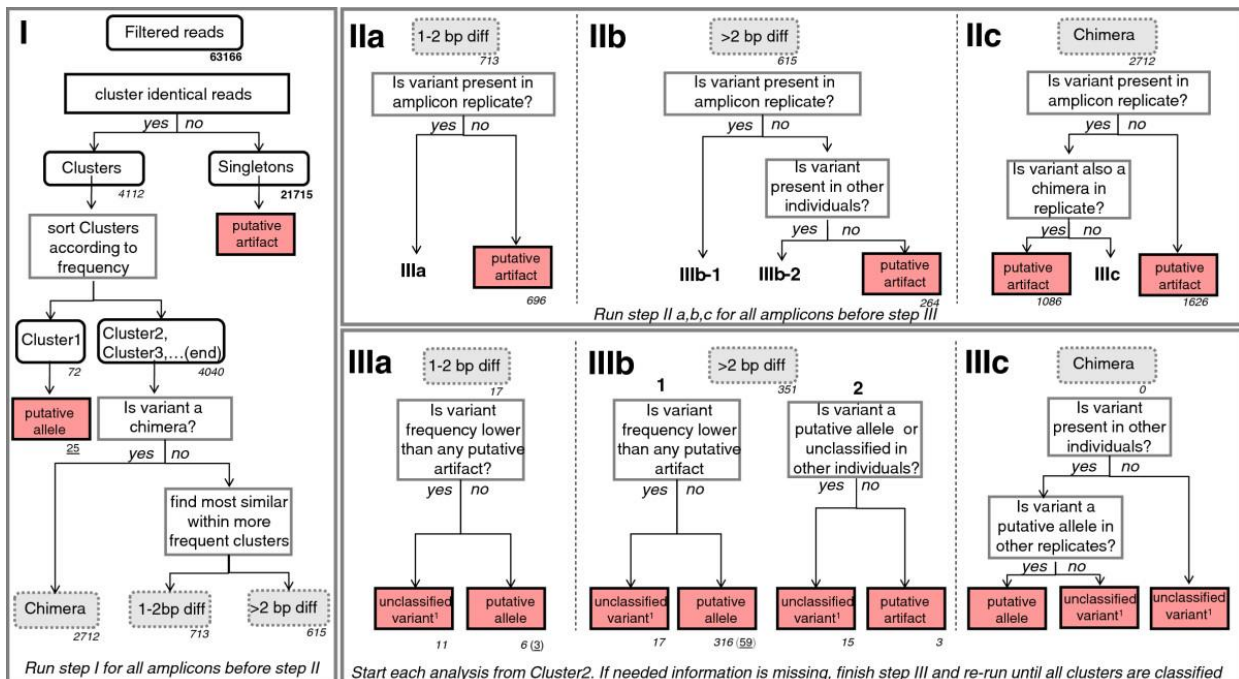 I
Filtered reads
63166
cluster identical reads
yes no
Clusters
4112
Singletons
21715
sort Clusters
according to
frequency
putative
artifact
Cluster1
72
Cluster2,
Cluster3,...(end)
4040
putative
allele
25
Is variant a
chimera?
yes no
find most similar
within more
frequent clusters
Chimera
2712
1-2bp diff
713
>2 bp diff
615
Run step I for all amplicons before step II
IIa
1-2 bp diff
713
Is variant present in
amplicon replicate?
yes no
IIIa
putative
artifact
696
IIb
>2 bp diff
615
Is variant present in
amplicon replicate?
yes no
Is variant
present in other
individuals?
yes no
IIIb-1
IIIb-2
putative
artifact
264
IIc
Chimera
2712
Is variant present in
amplicon replicate?
yes no
Is variant also a
chimera in
replicate?
yes no
putative
artifact
1086
IIIc
putative
artifact
1626
Run step II a,b,c for all amplicons before step III
IIIa
1-2 bp diff
17
Is variant
frequency lower
than any putative
artifact?
yes no
unclassified
variant¹
11
putative
allele
6 (3)
IIIb
>2 bp diff
351
1
Is variant
frequency lower
than any putative
artifact
yes no
unclassified
variant¹
17
putative
allele
316 (59)
2
Is variant a
putative allele or
unclassified in
other individuals?
yes no
unclassified
variant¹
15
putative
artifact
3
IIIc
Chimera
0
Is variant
present in other
individuals?
yes no
Is variant a
putative allele in
other replicates?
yes no
putative
allele
unclassified
variant¹
unclassified
variant¹
Start each analysis from Cluster2. If needed information is missing, finish step III and re-run until all clusters are classified